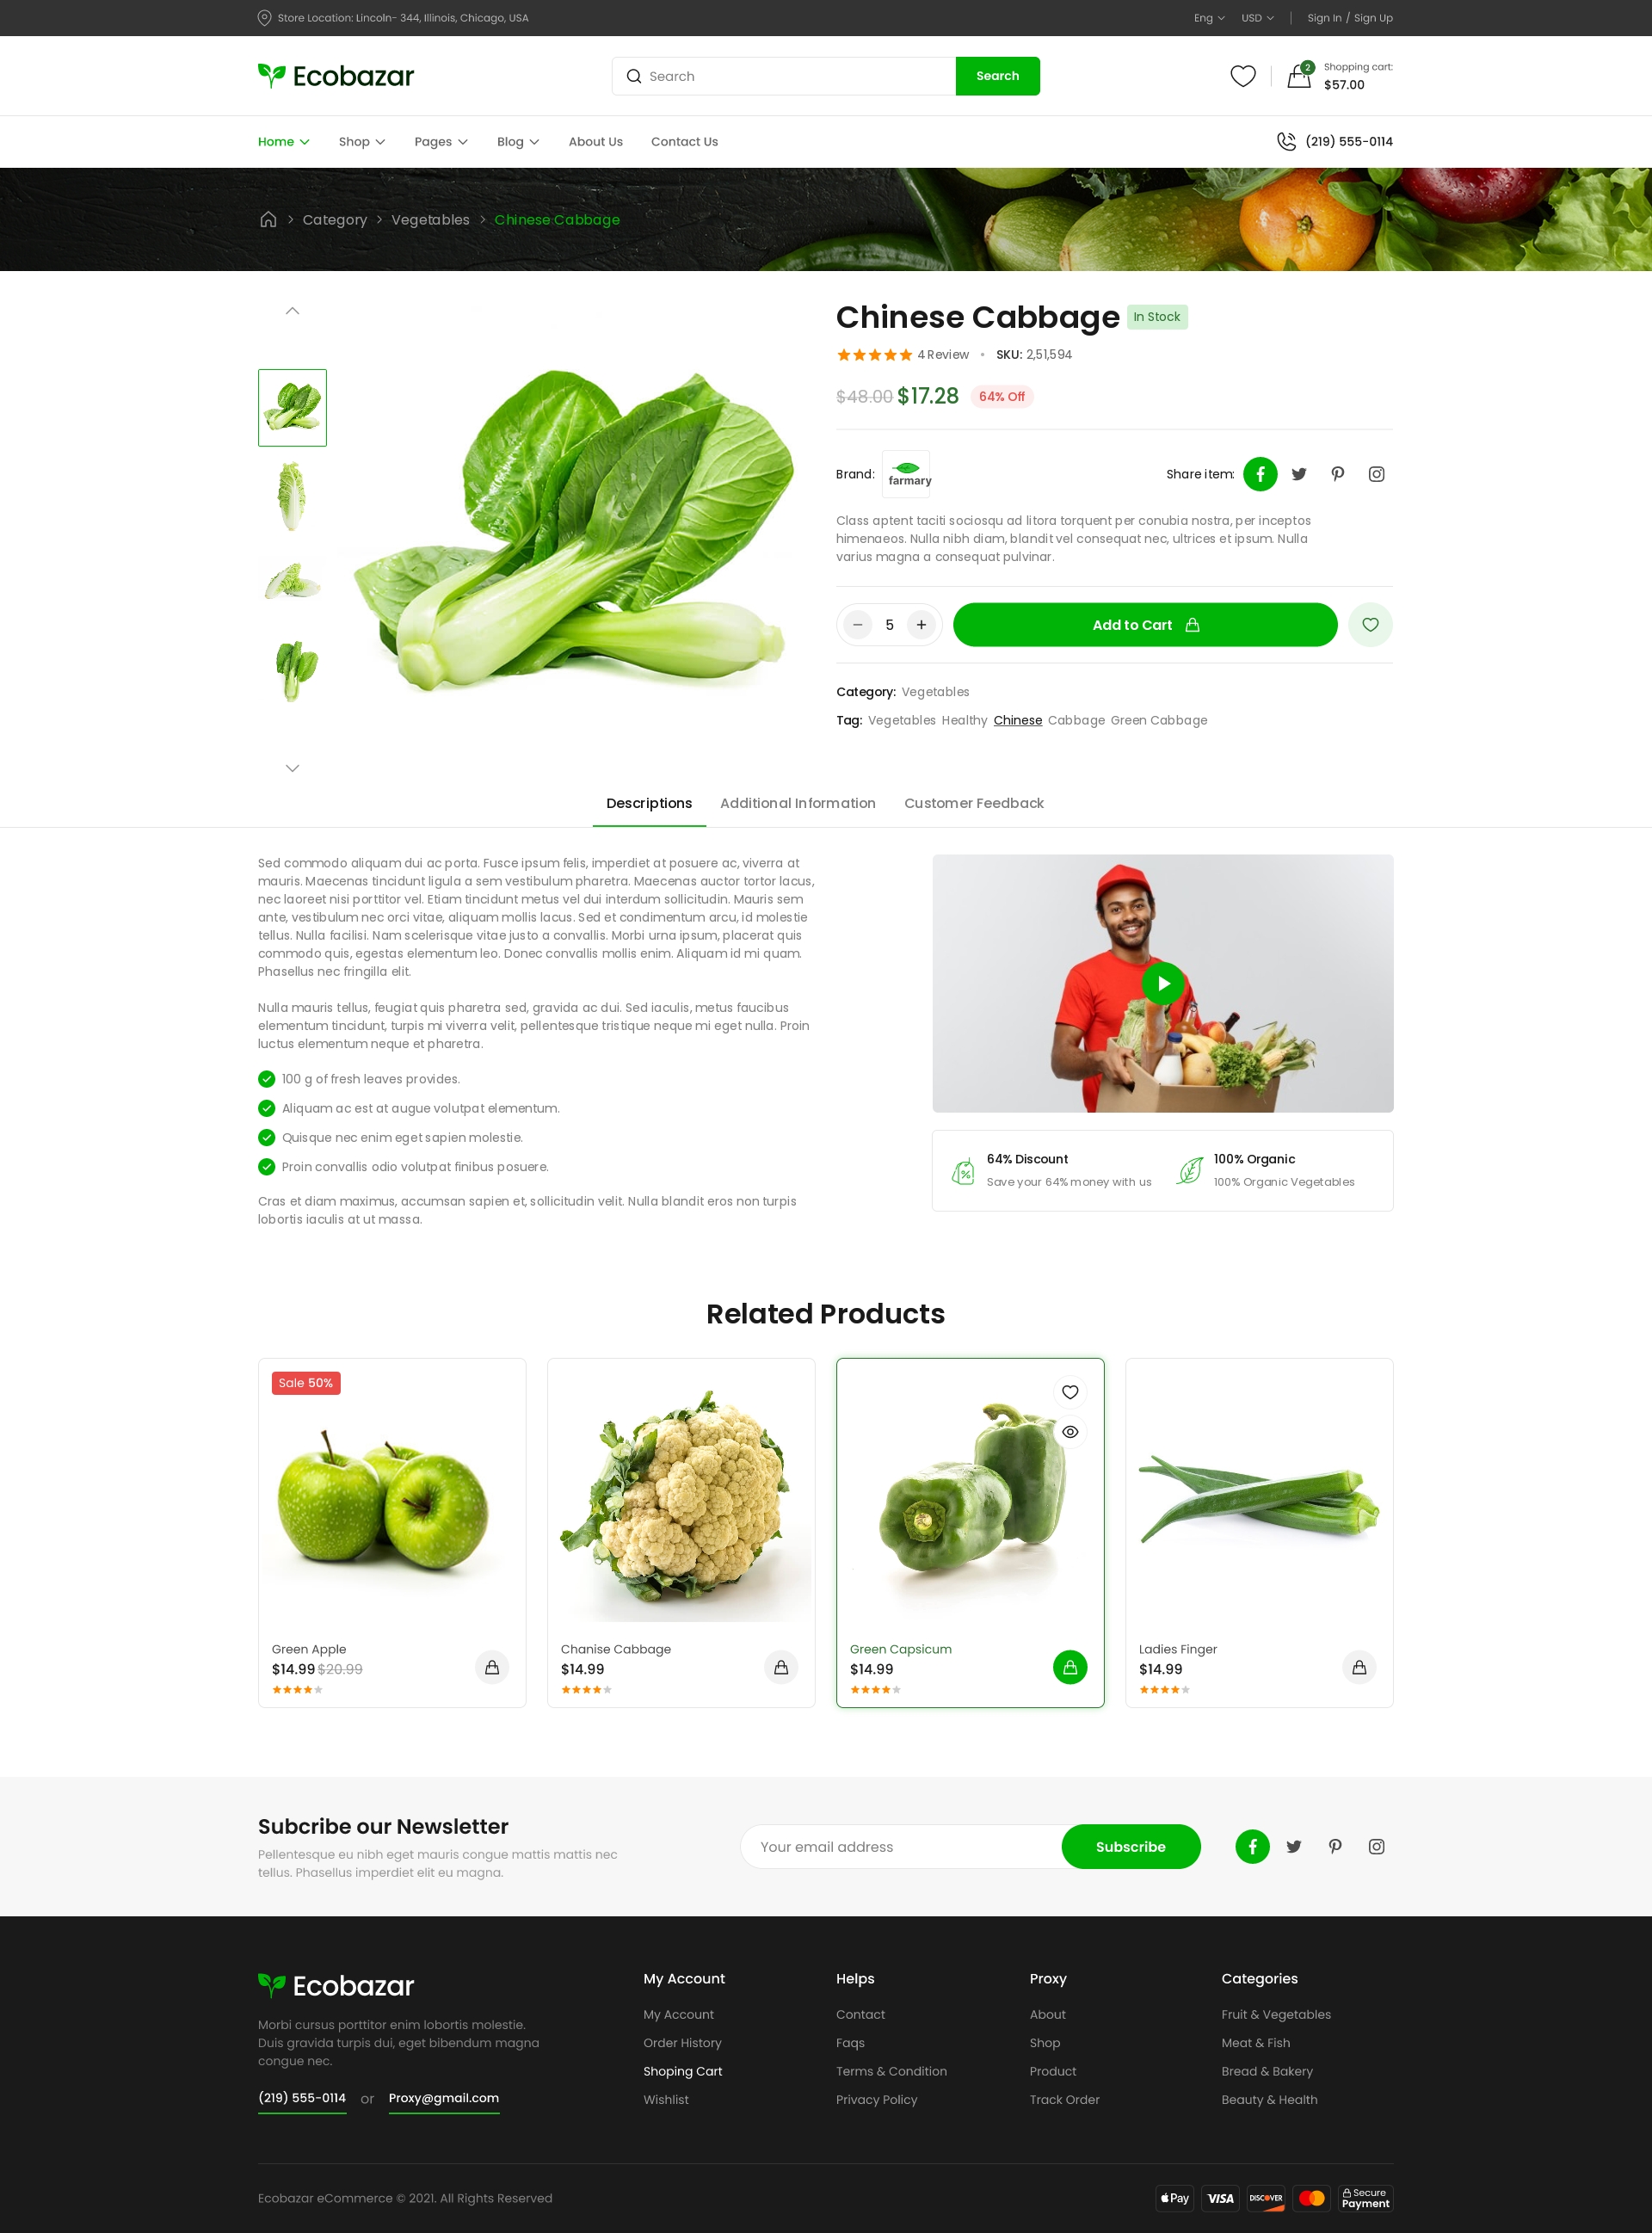 Store Location: Lincoln- 344, Illinois, Chicago, USA
Eng
USD
Sign In / Sign Up
Ecobazar
Search
Search
2
Shopping cart:
$57.00
Home
Shop
Pages
Blog
About Us
Contact Us
(219) 555-0114
Category
Vegetables
Chinese Cabbage
Chinese Cabbage
In Stock
4 Review
•
SKU: 2,51,594
$48.00 $17.28
64% Off
Brand:
farmary
Share item:
Class aptent taciti sociosqu ad litora torquent per conubia nostra, per inceptos
himenaeos. Nulla nibh diam, blandit vel consequat nec, ultrices et ipsum. Nulla
varius magna a consequat pulvinar.
5
Add to Cart
Category: Vegetables
Tag: Vegetables Healthy Chinese Cabbage Green Cabbage
Descriptions
Additional Information
Customer Feedback
Sed commodo aliquam dui ac porta. Fusce ipsum felis, imperdiet at posuere ac, viverra at
mauris. Maecenas tincidunt ligula a sem vestibulum pharetra. Maecenas auctor tortor lacus,
nec laoreet nisi porttitor vel. Etiam tincidunt metus vel dui interdum sollicitudin. Mauris sem
ante, vestibulum nec orci vitae, aliquam mollis lacus. Sed et condimentum arcu, id molestie
tellus. Nulla facilisi. Nam scelerisque vitae justo a convallis. Morbi urna ipsum, placerat quis
commodo quis, egestas elementum leo. Donec convallis mollis enim. Aliquam id mi quam.
Phasellus nec fringilla elit.
Nulla mauris tellus, feugiat quis pharetra sed, gravida ac dui. Sed iaculis, metus faucibus
elementum tincidunt, turpis mi viverra velit, pellentesque tristique neque mi eget nulla. Proin
luctus elementum neque et pharetra.
100 g of fresh leaves provides.
Aliquam ac est at augue volutpat elementum.
Quisque nec enim eget sapien molestie.
Proin convallis odio volutpat finibus posuere.
Cras et diam maximus, accumsan sapien et, sollicitudin velit. Nulla blandit eros non turpis
lobortis iaculis at ut massa.
64% Discount
Save your 64% money with us
100% Organic
100% Organic Vegetables
Related Products
Sale 50%
Green Apple
$14.99 $20.99
Chanise Cabbage
$14.99
Green Capsicum
$14.99
Ladies Finger
$14.99
Subcribe our Newsletter
Pellentesque eu nibh eget mauris congue mattis mattis nec
tellus. Phasellus imperdiet elit eu magna.
Your email address
Subscribe
Ecobazar
Morbi cursus porttitor enim lobortis molestie.
Duis gravida turpis dui, eget bibendum magna
congue nec.
(219) 555-0114
or
Proxy@gmail.com
My Account
My Account
Order History
Shoping Cart
Wishlist
Helps
Contact
Faqs
Terms & Condition
Privacy Policy
Proxy
About
Shop
Product
Track Order
Categories
Fruit & Vegetables
Meat & Fish
Bread & Bakery
Beauty & Health
Ecobazar eCommerce © 2021. All Rights Reserved
Pay
VISA
DISCOVER
Secure
Payment